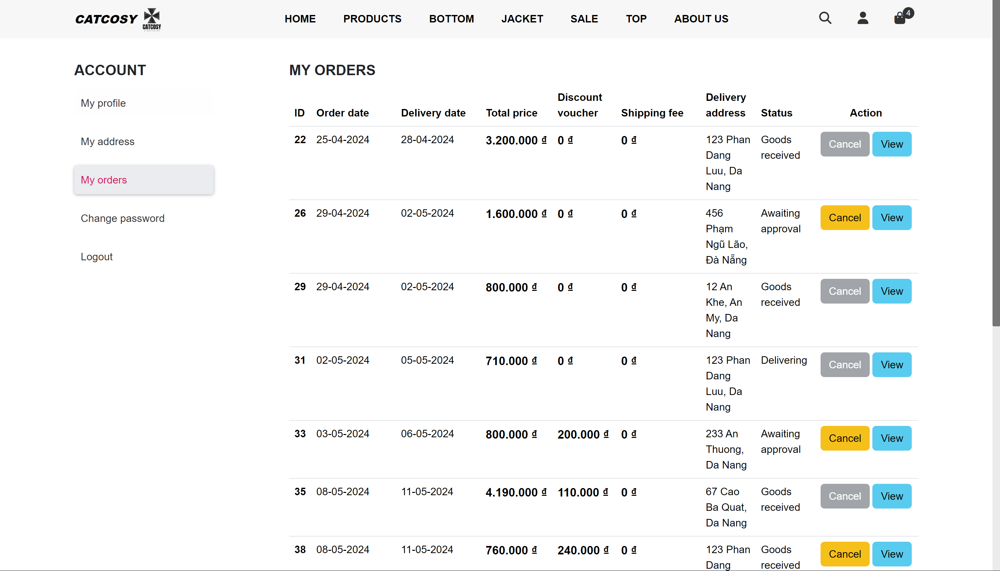 CATCOSY
CATCOSY
HOME PRODUCTS BOTTOM JACKET SALE TOP ABOUT US
4
ACCOUNT
My profile
My address
My orders
Change password
Logout
MY ORDERS
ID Order date Delivery date Total price Discount voucher Shipping fee Delivery address Status Action
22 25-04-2024 28-04-2024 3.200.000 ₫ 0 ₫ 0 ₫ 123 Phan Goods Cancel View
Dang received
Luu, Da
Nang
26 29-04-2024 02-05-2024 1.600.000 ₫ 0 ₫ 0 ₫ 456 Awaiting Cancel View
Phạm approval
Ngũ Lão,
Đà Nẵng
29 29-04-2024 02-05-2024 800.000 ₫ 0 ₫ 0 ₫ 12 An Goods Cancel View
Khe, An received
My, Da
Nang
31 02-05-2024 05-05-2024 710.000 ₫ 0 ₫ 0 ₫ 123 Phan Delivering Cancel View
Dang
Luu, Da
Nang
33 03-05-2024 06-05-2024 800.000 ₫ 200.000 ₫ 0 ₫ 233 An Awaiting Cancel View
Thuong, approval
Da Nang
35 08-05-2024 11-05-2024 4.190.000 ₫ 110.000 ₫ 0 ₫ 67 Cao Goods Cancel View
Ba Quat, received
Da Nang
38 08-05-2024 11-05-2024 760.000 ₫ 240.000 ₫ 0 ₫ 123 Phan Goods Cancel View
Dang received